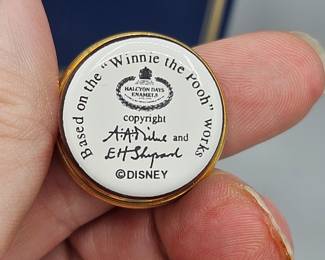 Based on the "Winnie the Pooh" works
HALCYON DAYS
ENAMELS
copyright
A.A. Milne and
E H Shepard
©DISNEY